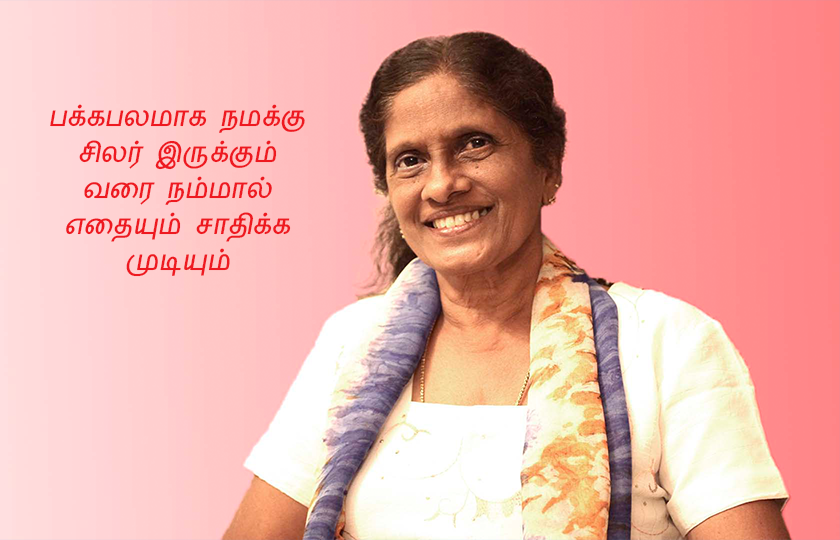 பக்கபலமாக நமக்கு
சிலர் இருக்கும்
வரை நம்மால்
எதையும் சாதிக்க
முடியும்